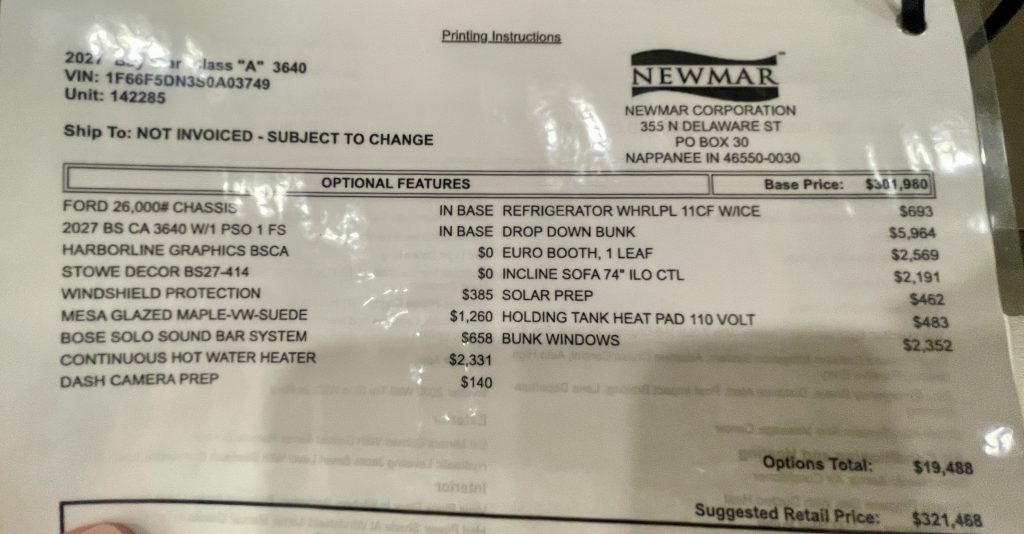 Printing Instructions
2027 Bay Star Class "A" 3640
VIN: 1F66F5DN3S0A03749
Unit: 142285
Ship To: NOT INVOICED - SUBJECT TO CHANGE
NEWMAR
NEWMAR CORPORATION
355 N DELAWARE ST
PO BOX 30
NAPPANEE IN 46550-0030
OPTIONAL FEATURES Base Price: $301,980
FORD 26,000# CHASSIS IN BASE REFRIGERATOR WHRLPL 11CF W/ICE $693
2027 BS CA 3640 W/1 PSO 1 FS IN BASE DROP DOWN BUNK $5,964
HARBORLINE GRAPHICS BSCA $0 EURO BOOTH, 1 LEAF $2,569
STOWE DECOR BS27-414 $0 INCLINE SOFA 74" ILO CTL $2,191
WINDSHIELD PROTECTION $385 SOLAR PREP $462
MESA GLAZED MAPLE-VW-SUEDE $1,260 HOLDING TANK HEAT PAD 110 VOLT $483
BOSE SOLO SOUND BAR SYSTEM $658 BUNK WINDOWS $2,352
CONTINUOUS HOT WATER HEATER $2,331
DASH CAMERA PREP $140
Options Total: $19,488
Suggested Retail Price: $321,468